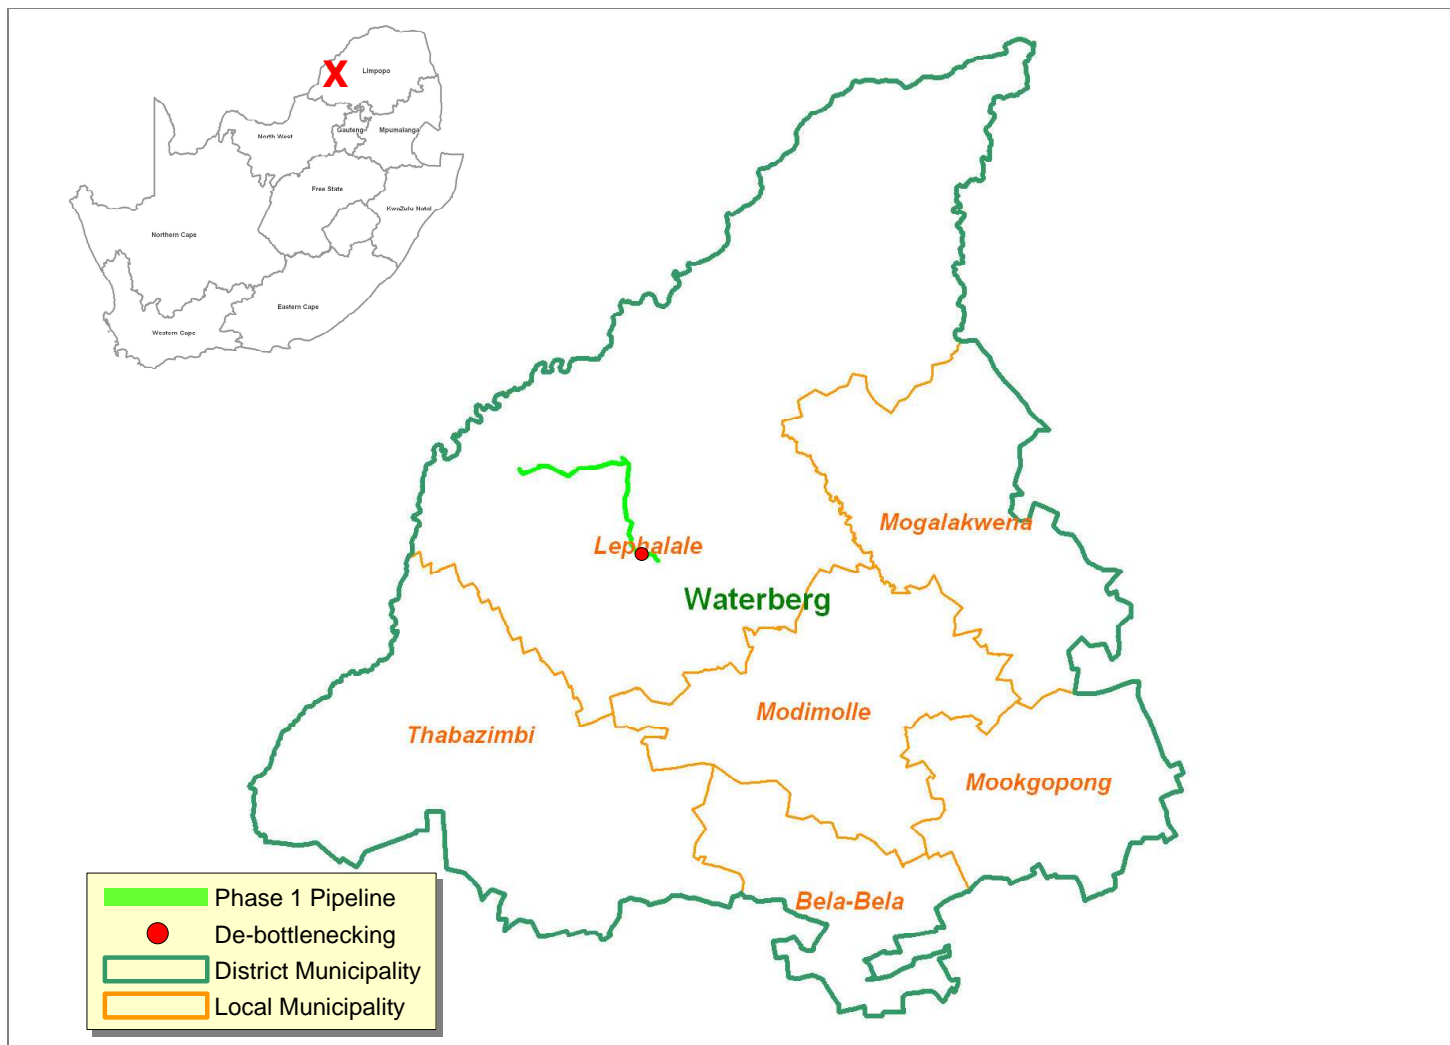 X
Limpopo
North West
Gauteng
Mpumalanga
Free State
KwaZulu Natal
Northern Cape
Eastern Cape
Western Cape
Mogalakwena
Lephalale
Waterberg
Modimolle
Thabazimbi
Mookgopong
Bela-Bela
Phase 1 Pipeline
De-bottlenecking
District Municipality
Local Municipality